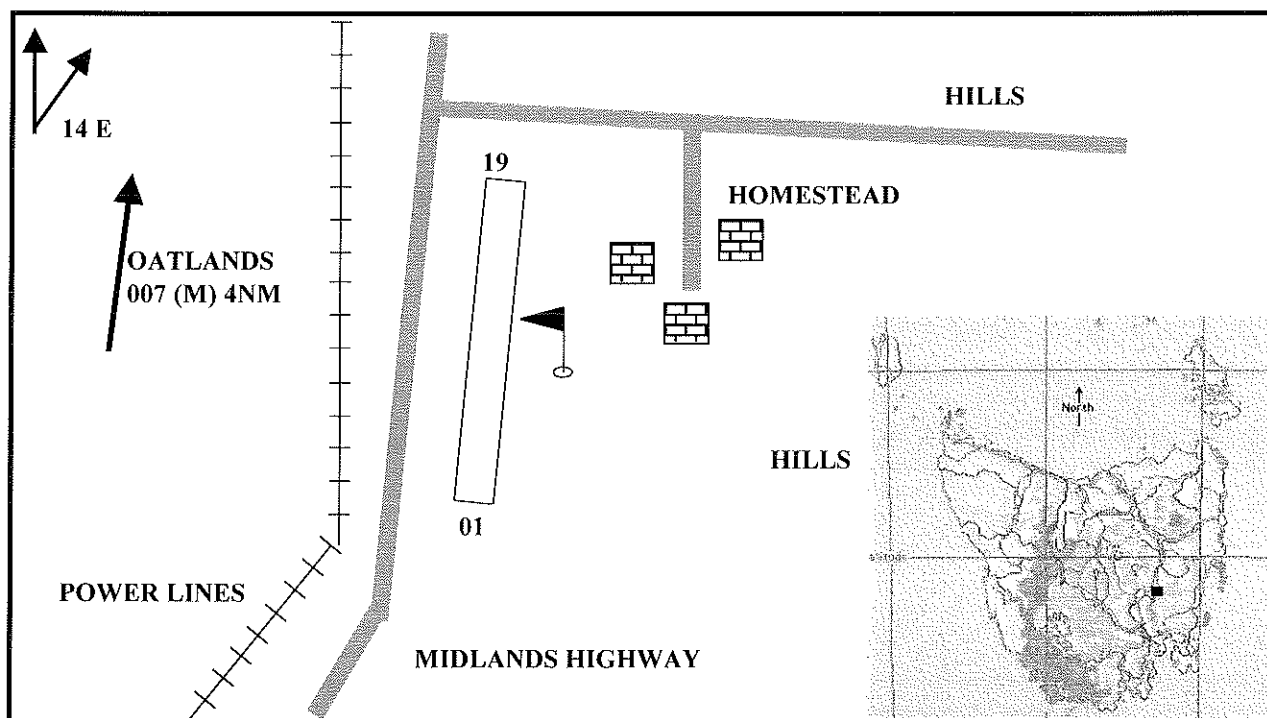 HILLS
14 E
19
HOMESTEAD
OATLANDS
007 (M) 4NM
North
HILLS
01
POWER LINES
MIDLANDS HIGHWAY